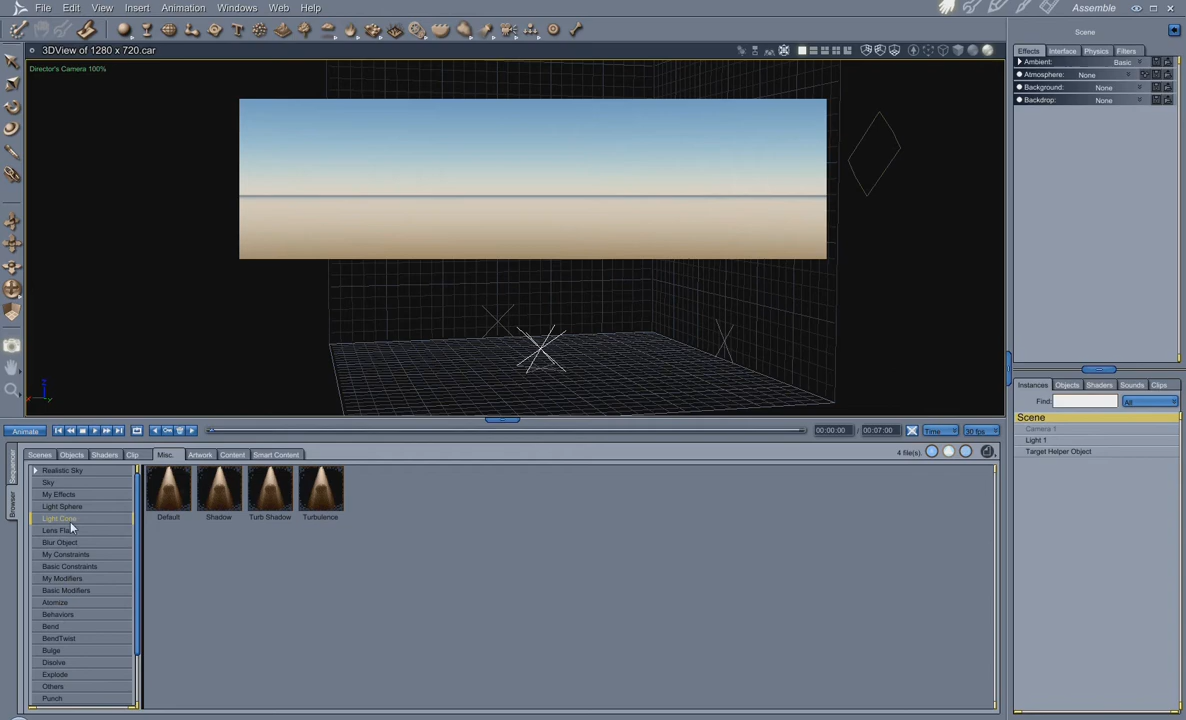 File Edit View Insert Animation Windows Web Help Assemble
3DView of 1280 x 720.car
Director's Camera 100%
Scene
Effects Interface Physics Filters
Ambient: Basic
Atmosphere: None
Background: None
Backdrop: None
Instances Objects Shaders Sounds Clips
Find: All
Scene
Camera 1
Light 1
Target Helper Object
Animate 00:00:00 00:07:00 Time 30 fps
Sequencer
Browser
Scenes Objects Shaders Clip Misc. Artwork Content Smart Content 4 file(s).
Realistic Sky
Sky
My Effects
Light Sphere
Light Cone
Lens
Blur Object
My Constraints
Basic Constraints
My Modifiers
Basic Modifiers
Atomize
Behaviors
Bend
BendTwist
Bulge
Disolve
Explode
Others
Punch
Default Shadow Turb Shadow Turbulence